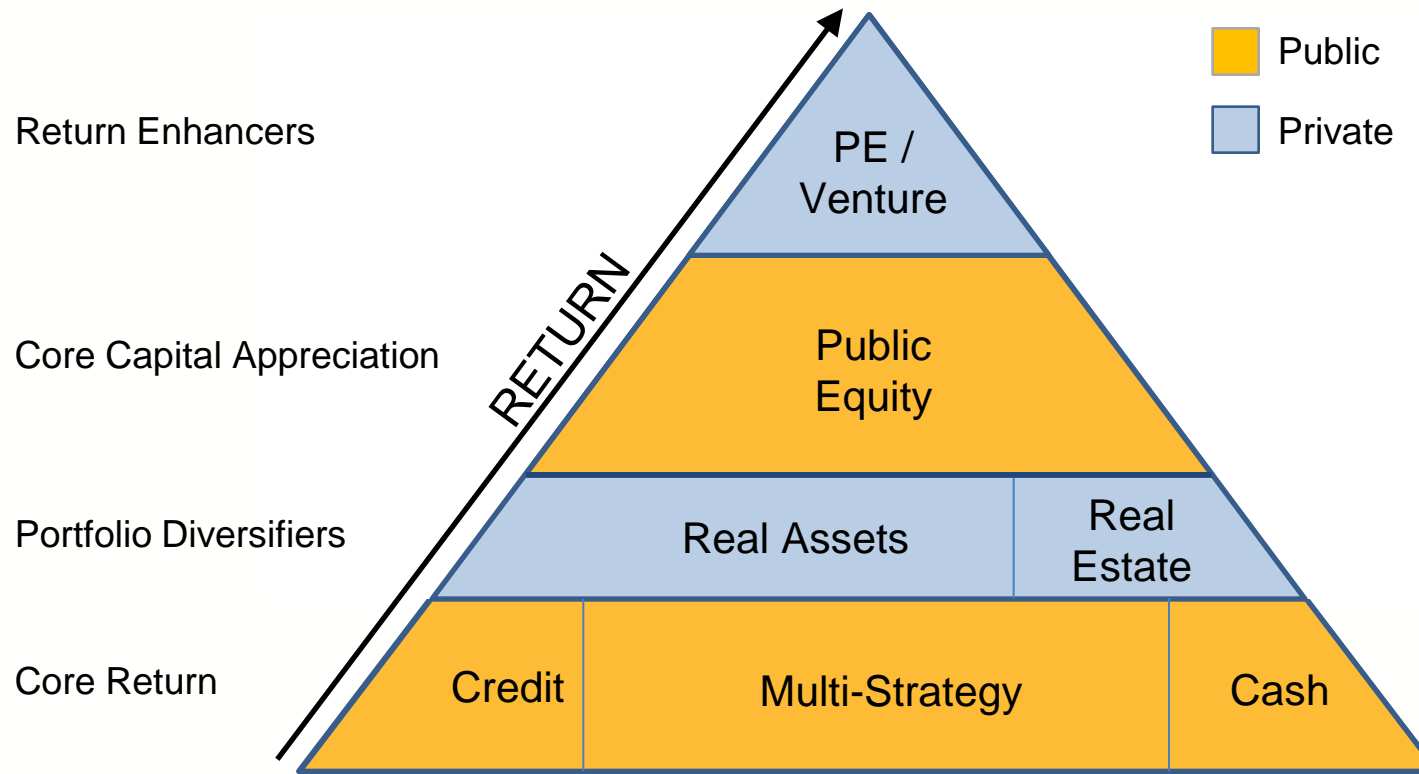 Public
Private
Return Enhancers
PE /
Venture
RETURN
Core Capital Appreciation
Public
Equity
Portfolio Diversifiers
Real Assets
Real
Estate
Core Return
Credit
Multi-Strategy
Cash